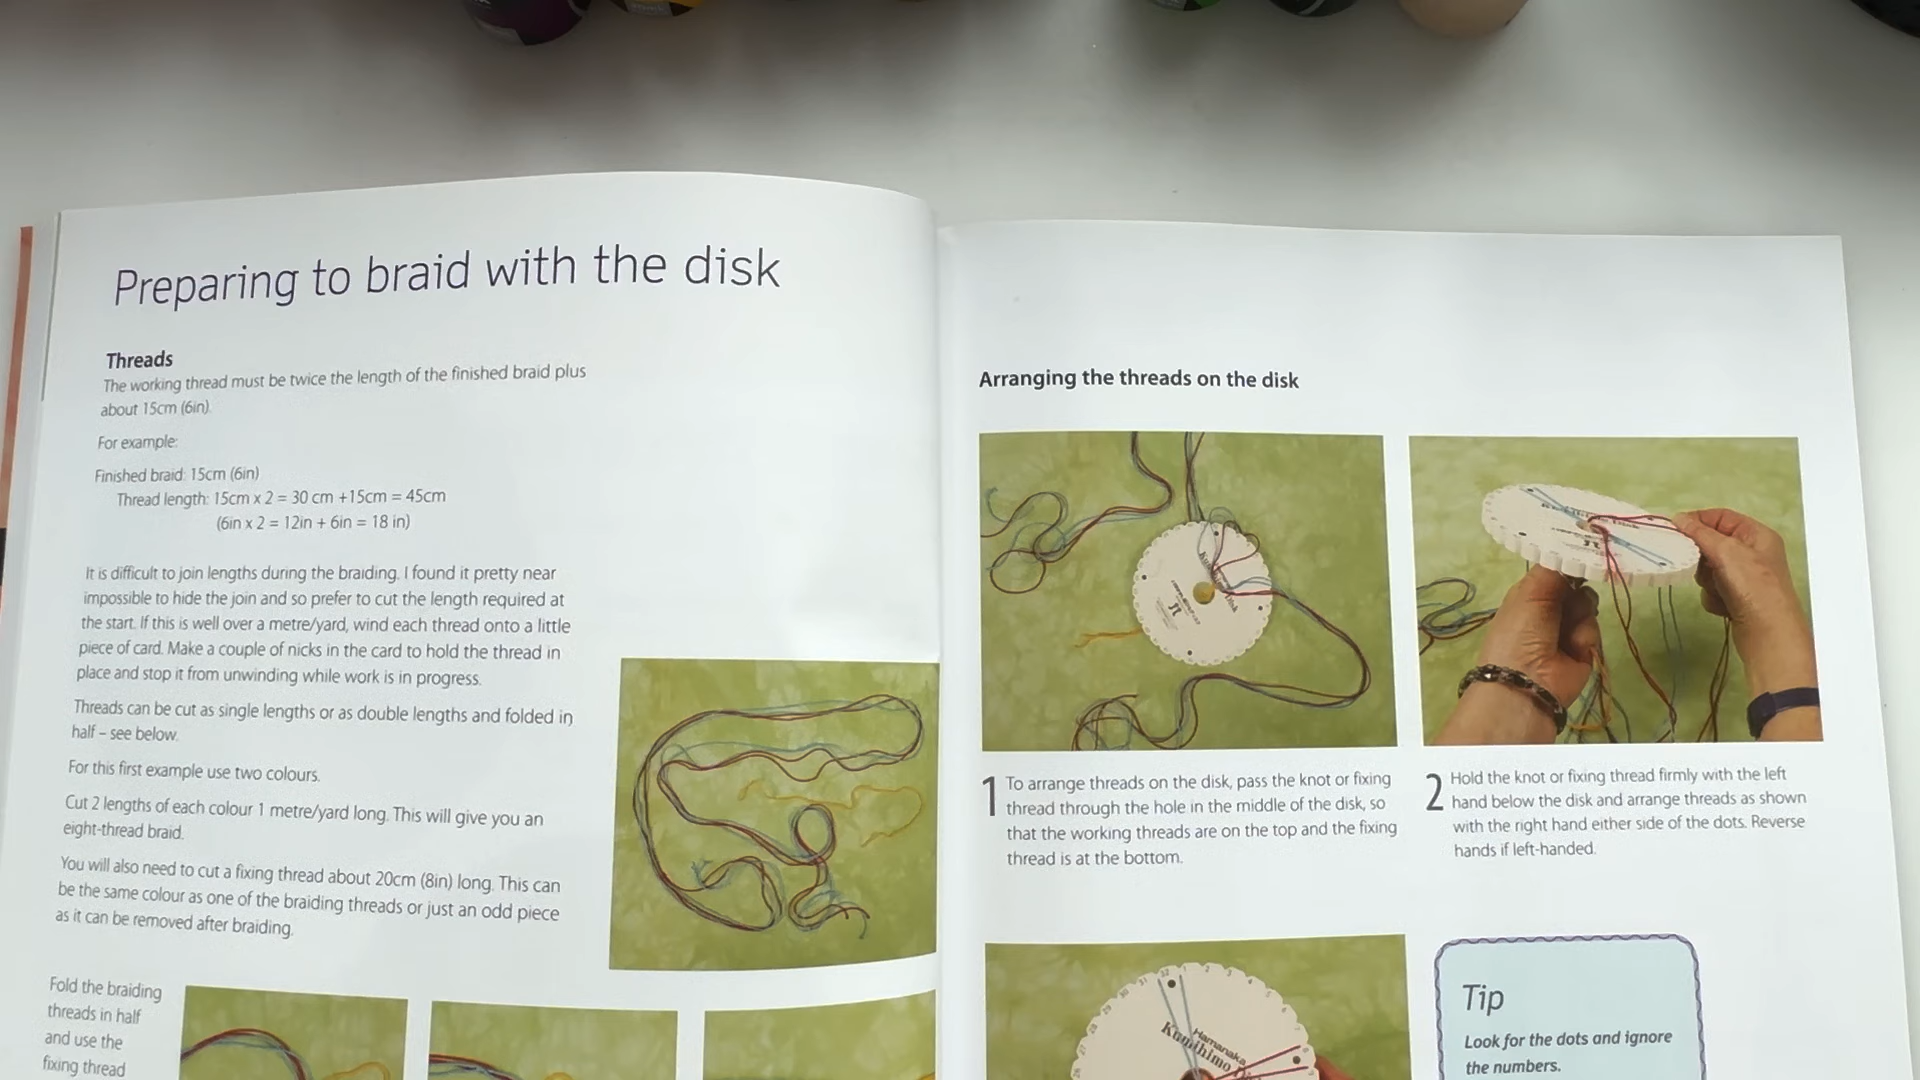 Preparing to braid with the disk
Threads
The working thread must be twice the length of the finished braid plus
about 15cm (6in).
For example:
Finished braid: 15cm (6in)
Thread length: 15cm x 2 = 30 cm +15cm = 45cm
(6in x 2 = 12in + 6in = 18 in)
It is difficult to join lengths during the braiding. I found it pretty near
impossible to hide the join and so prefer to cut the length required at
the start. If this is well over a metre/yard, wind each thread onto a little
piece of card. Make a couple of nicks in the card to hold the thread in
place and stop it from unwinding while work is in progress.
Threads can be cut as single lengths or as double lengths and folded in
half – see below.
For this first example use two colours.
Cut 2 lengths of each colour 1 metre/yard long. This will give you an
eight-thread braid.
You will also need to cut a fixing thread about 20cm (8in) long. This can
be the same colour as one of the braiding threads or just an odd piece
as it can be removed after braiding.
Fold the braiding
threads in half
and use the
fixing thread
Arranging the threads on the disk
1 To arrange threads on the disk, pass the knot or fixing
thread through the hole in the middle of the disk, so
that the working threads are on the top and the fixing
thread is at the bottom.
2 Hold the knot or fixing thread firmly with the left
hand below the disk and arrange threads as shown
with the right hand either side of the dots. Reverse
hands if left-handed.
Hamanaka
Kumihimo
Tip
Look for the dots and ignore
the numbers.